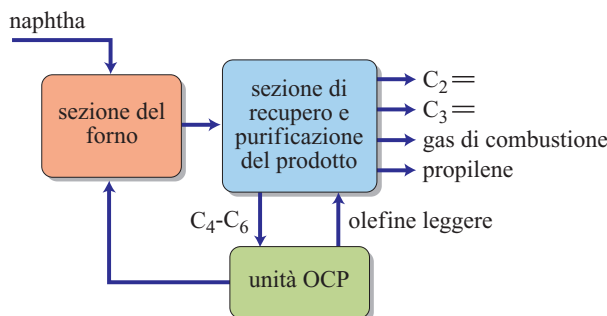 naphtha
sezione del
forno
sezione di
recupero e
purificazione
del prodotto
C₂=
C₃=
gas di combustione
propilene
C₄-C₆
olefine leggere
unità OCP